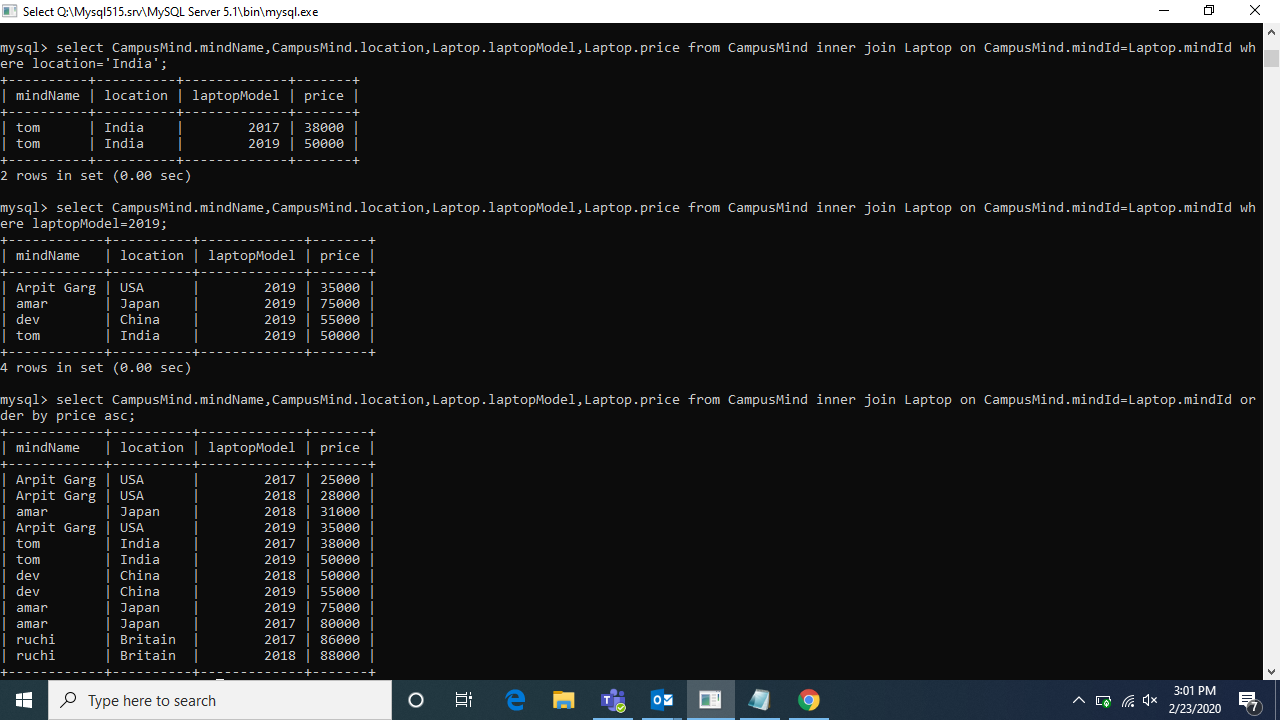 Select Q:\Mysql515.srv\MySQL Server 5.1\bin\mysql.exe
mysql> select CampusMind.mindName,CampusMind.location,Laptop.laptopModel,Laptop.price from CampusMind inner join Laptop on CampusMind.mindId=Laptop.mindId wh
ere location='India';
+----------+----------+-------------+-------+
| mindName | location | laptopModel | price |
+----------+----------+-------------+-------+
| tom      | India    |        2017 | 38000 |
| tom      | India    |        2019 | 50000 |
+----------+----------+-------------+-------+
2 rows in set (0.00 sec)
mysql> select CampusMind.mindName,CampusMind.location,Laptop.laptopModel,Laptop.price from CampusMind inner join Laptop on CampusMind.mindId=Laptop.mindId wh
ere laptopModel=2019;
+------------+----------+-------------+-------+
| mindName   | location | laptopModel | price |
+------------+----------+-------------+-------+
| Arpit Garg | USA      |        2019 | 35000 |
| amar       | Japan    |        2019 | 75000 |
| dev        | China    |        2019 | 55000 |
| tom        | India    |        2019 | 50000 |
+------------+----------+-------------+-------+
4 rows in set (0.00 sec)
mysql> select CampusMind.mindName,CampusMind.location,Laptop.laptopModel,Laptop.price from CampusMind inner join Laptop on CampusMind.mindId=Laptop.mindId or
der by price asc;
+------------+----------+-------------+-------+
| mindName   | location | laptopModel | price |
+------------+----------+-------------+-------+
| Arpit Garg | USA      |        2017 | 25000 |
| Arpit Garg | USA      |        2018 | 28000 |
| amar       | Japan    |        2018 | 31000 |
| Arpit Garg | USA      |        2019 | 35000 |
| tom        | India    |        2017 | 38000 |
| tom        | India    |        2019 | 50000 |
| dev        | China    |        2018 | 50000 |
| dev        | China    |        2019 | 55000 |
| amar       | Japan    |        2019 | 75000 |
| amar       | Japan    |        2017 | 80000 |
| ruchi      | Britain  |        2017 | 86000 |
| ruchi      | Britain  |        2018 | 88000 |
+------------+----------+-------------+-------+
Type here to search
3:01 PM
2/23/2020
7